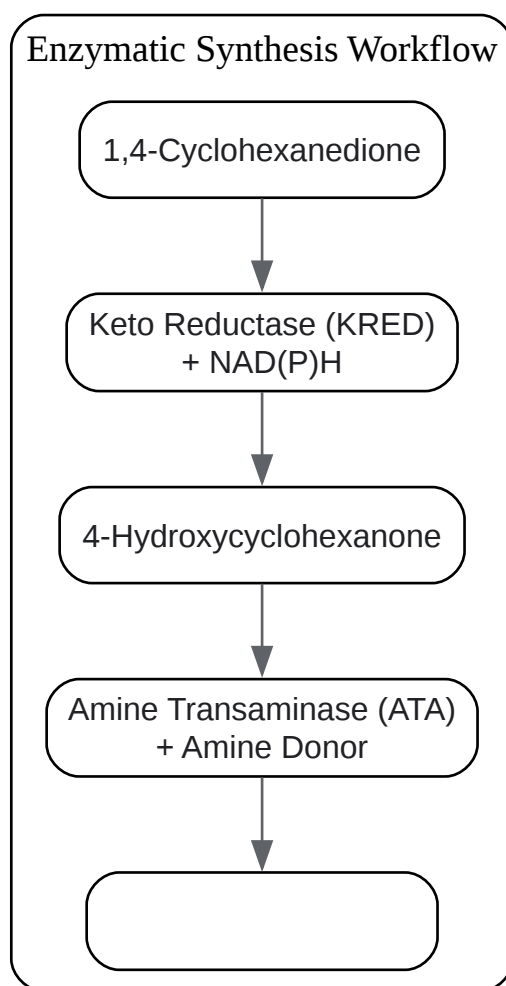 Enzymatic Synthesis Workflow
1,4-Cyclohexanedione
Keto Reductase (KRED)
+ NAD(P)H
4-Hydroxycyclohexanone
Amine Transaminase (ATA)
+ Amine Donor